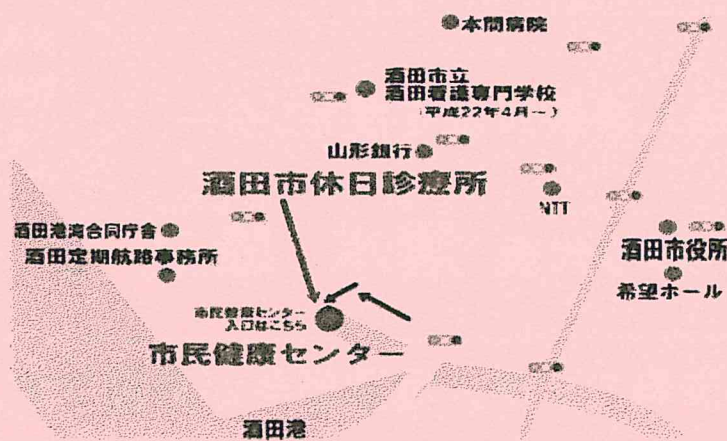 本間病院
酒田市立
酒田看護専門学校
(平成22年4月~)
山形銀行
酒田市休日診療所
NTT
酒田港湾合同庁舎
酒田定期航路事務所
酒田市役所
希望ホール
市民健康センター
入口はこちら
市民健康センター
酒田港